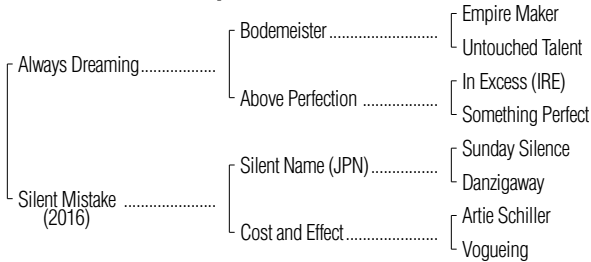 Empire Maker
Bodemeister
Untouched Talent
Always Dreaming
In Excess (IRE)
Above Perfection
Something Perfect
Sunday Silence
Silent Name (JPN)
Danzigaway
Silent Mistake
(2016)
Artie Schiller
Cost and Effect
Vogueing